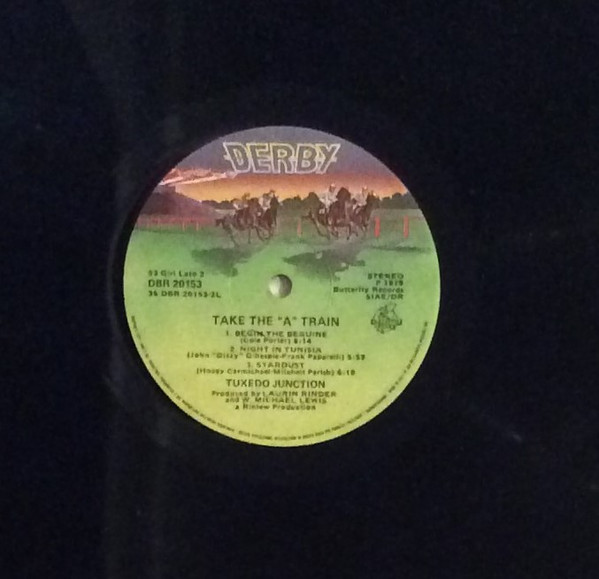 DERBY
33 Giri Lato 2
DBR 20153
35 DBR 20153-2L
STEREO
P 1979
Butterfly Records
SIAE/DR
TAKE THE "A" TRAIN
1. BEGIN THE BEGUINE
(Cole Porter) 6:14
2. NIGHT IN TUNISIA
(John "Dizzy" Gillespie-Frank Paparelli) 5:52
3. STARDUST
(Hoagy Carmichael-Mitchell Parish) 6:18
TUXEDO JUNCTION
Produced by LAURIN RINDER
and W. MICHAEL LEWIS
a Rinlew Production